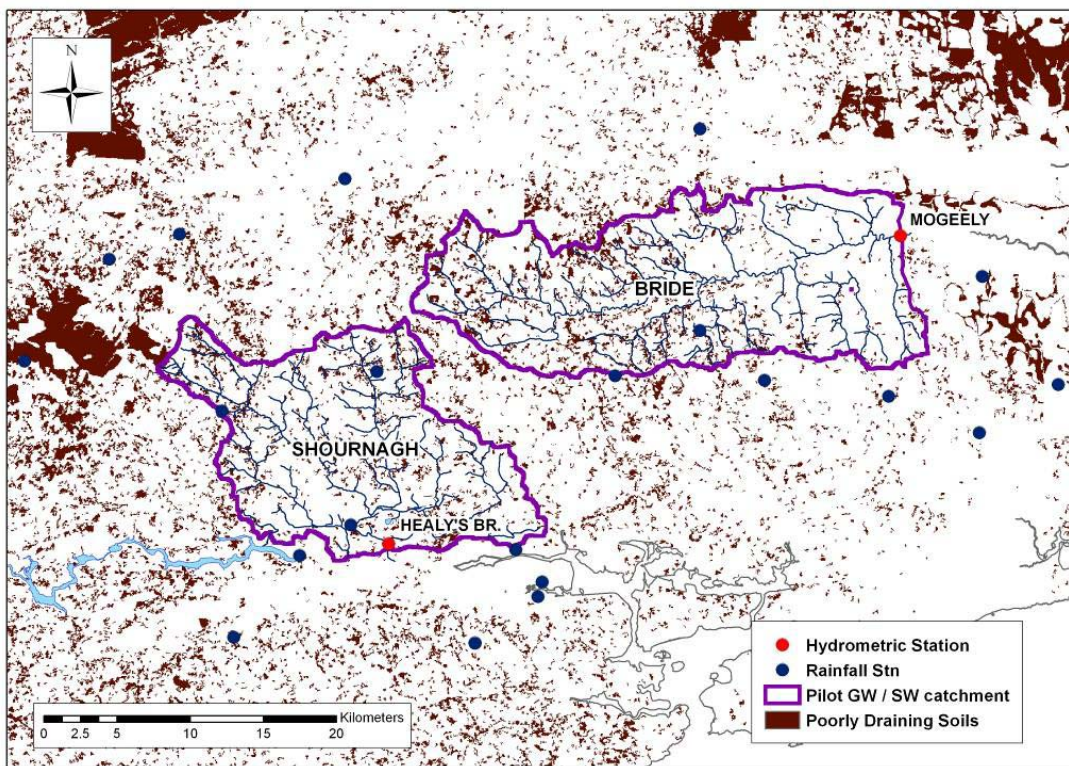 N
MOGEELY
BRIDE
SHOURNAGH
HEALY'S BR.
Hydrometric Station
Rainfall Stn
Pilot GW / SW catchment
Poorly Draining Soils
Kilometers
0 2.5 5 10 15 20